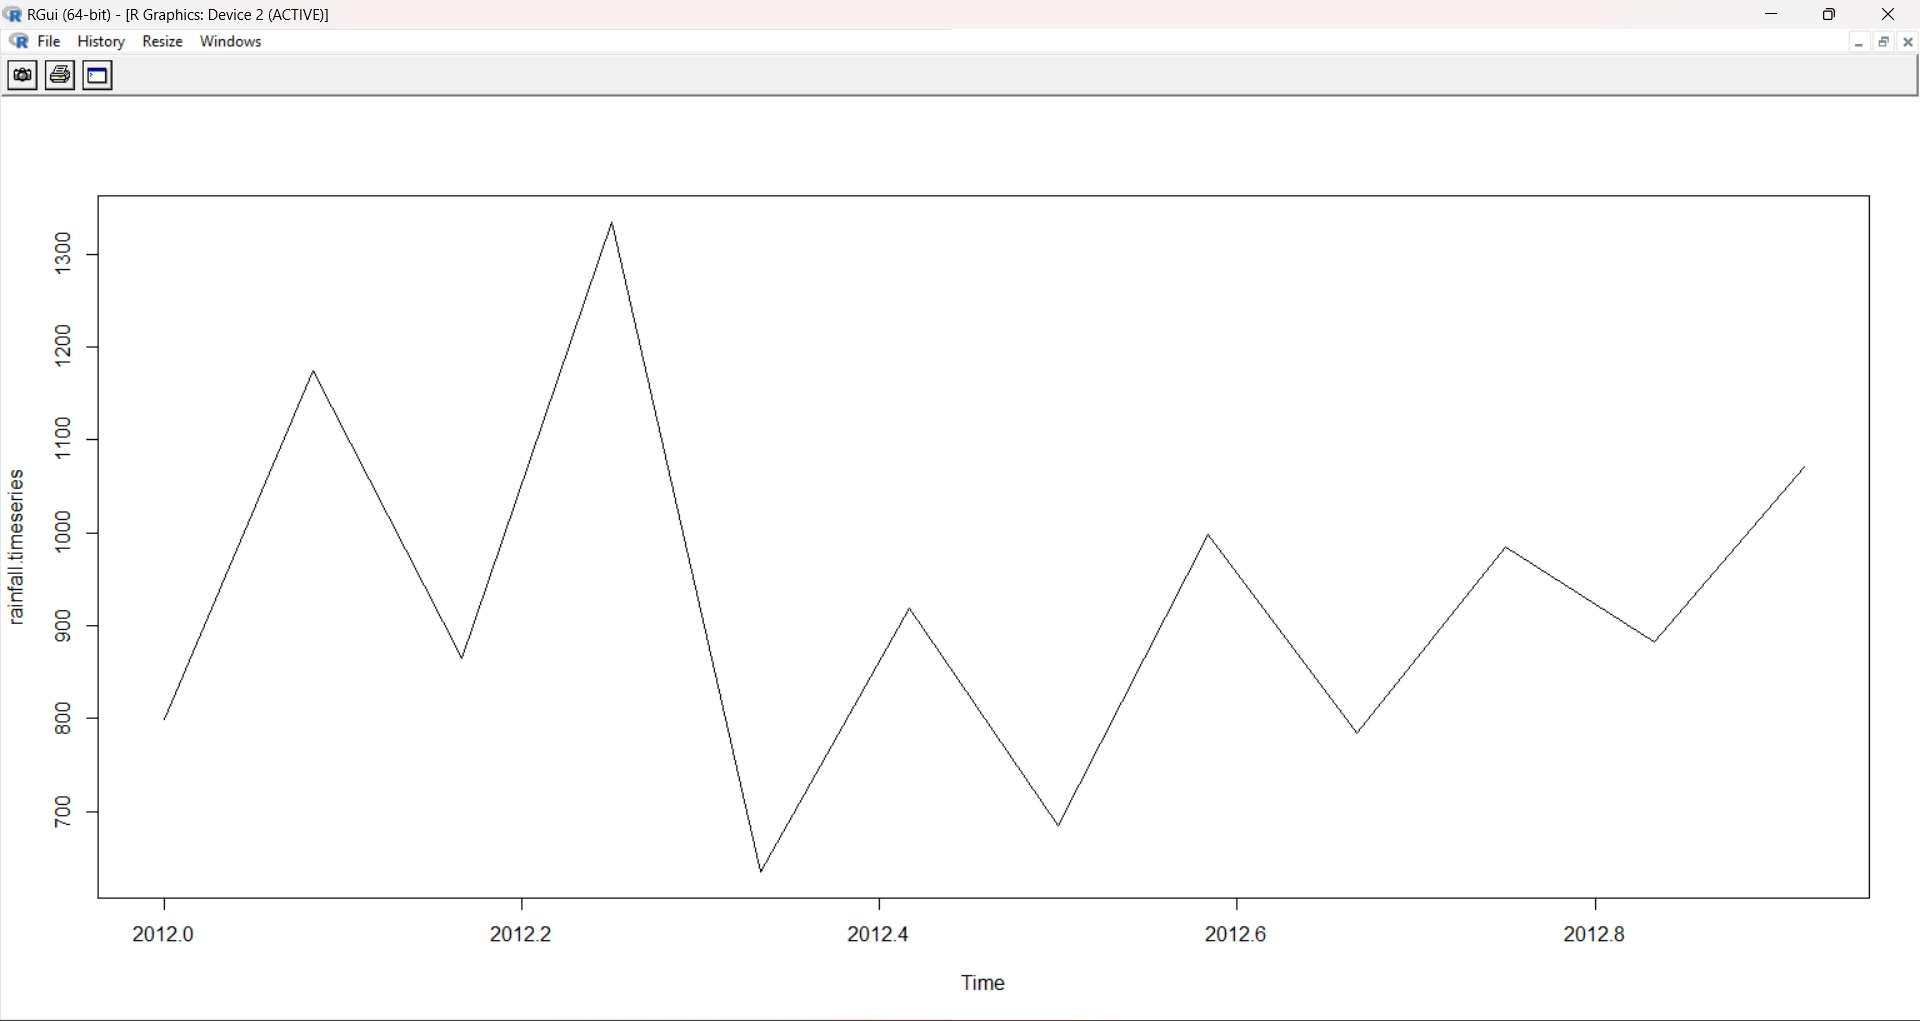 RGui (64-bit) - [R Graphics: Device 2 (ACTIVE)]
File History Resize Windows
1300
1200
1100
1000
900
800
700
rainfall.timeseries
2012.0 2012.2 2012.4 2012.6 2012.8
Time